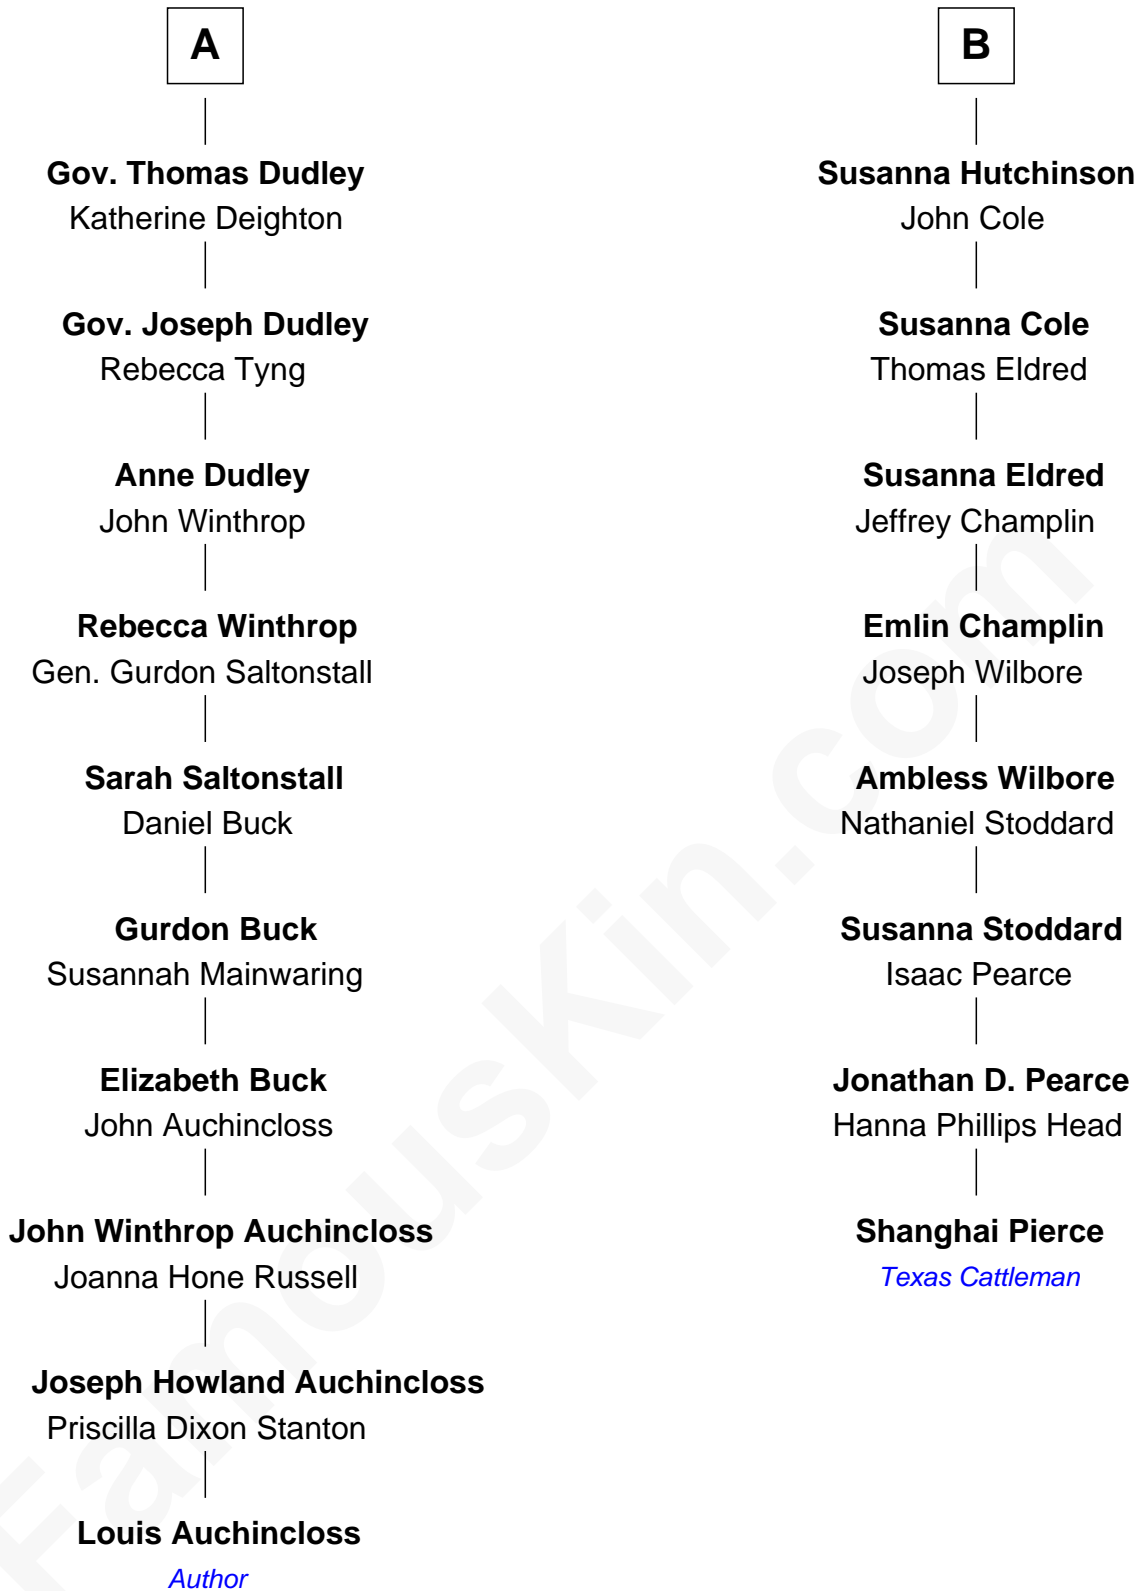 A
Gov. Thomas Dudley
Katherine Deighton
Gov. Joseph Dudley
Rebecca Tyng
Anne Dudley
John Winthrop
Rebecca Winthrop
Gen. Gurdon Saltonstall
Sarah Saltonstall
Daniel Buck
Gurdon Buck
Susannah Mainwaring
Elizabeth Buck
John Auchincloss
John Winthrop Auchincloss
Joanna Hone Russell
Joseph Howland Auchincloss
Priscilla Dixon Stanton
Louis Auchincloss
Author
B
Susanna Hutchinson
John Cole
Susanna Cole
Thomas Eldred
Susanna Eldred
Jeffrey Champlin
Emlin Champlin
Joseph Wilbore
Ambless Wilbore
Nathaniel Stoddard
Susanna Stoddard
Isaac Pearce
Jonathan D. Pearce
Hanna Phillips Head
Shanghai Pierce
Texas Cattleman
FamousKin.com